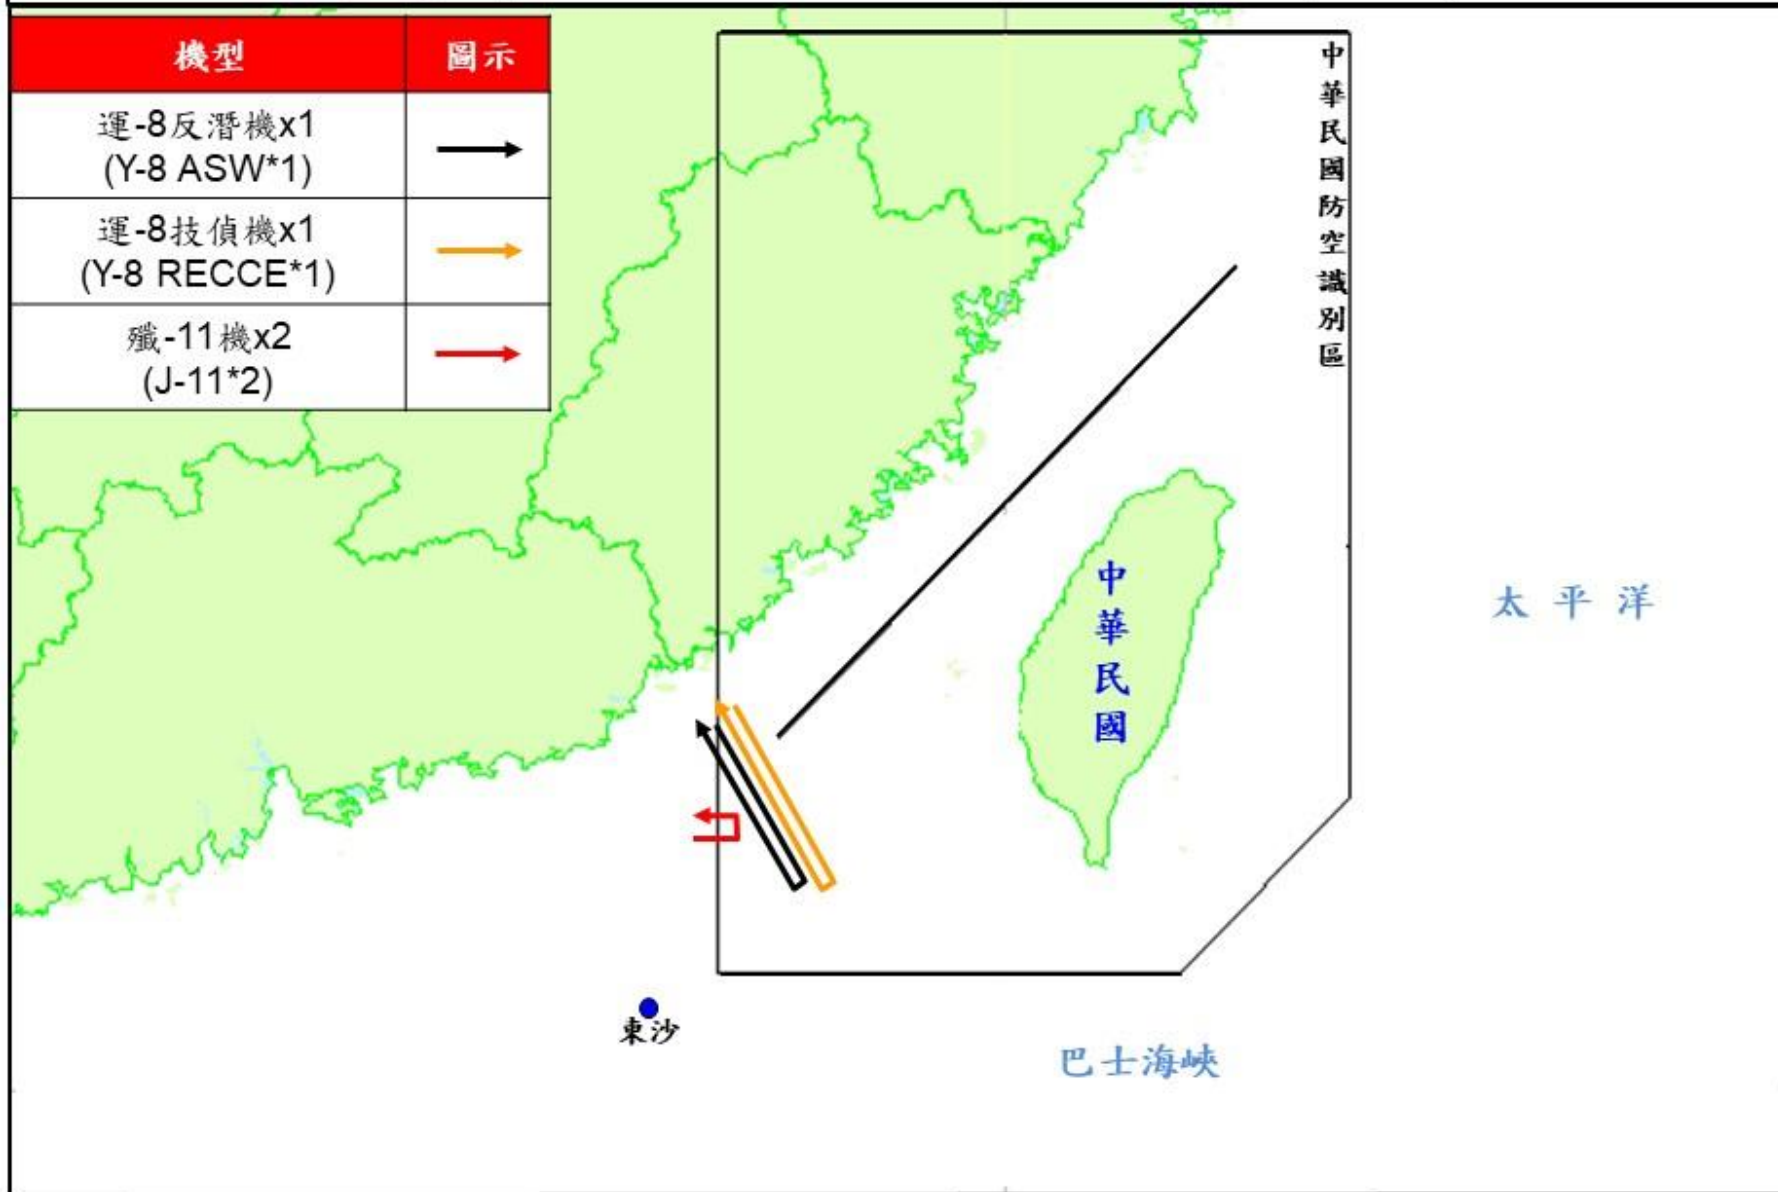 機型
圖示
運-8反潛機x1
(Y-8 ASW*1)
運-8技偵機x1
(Y-8 RECCE*1)
殲-11機x2
(J-11*2)
中華民國防空識別區
中華民國
太平洋
東沙
巴士海峽